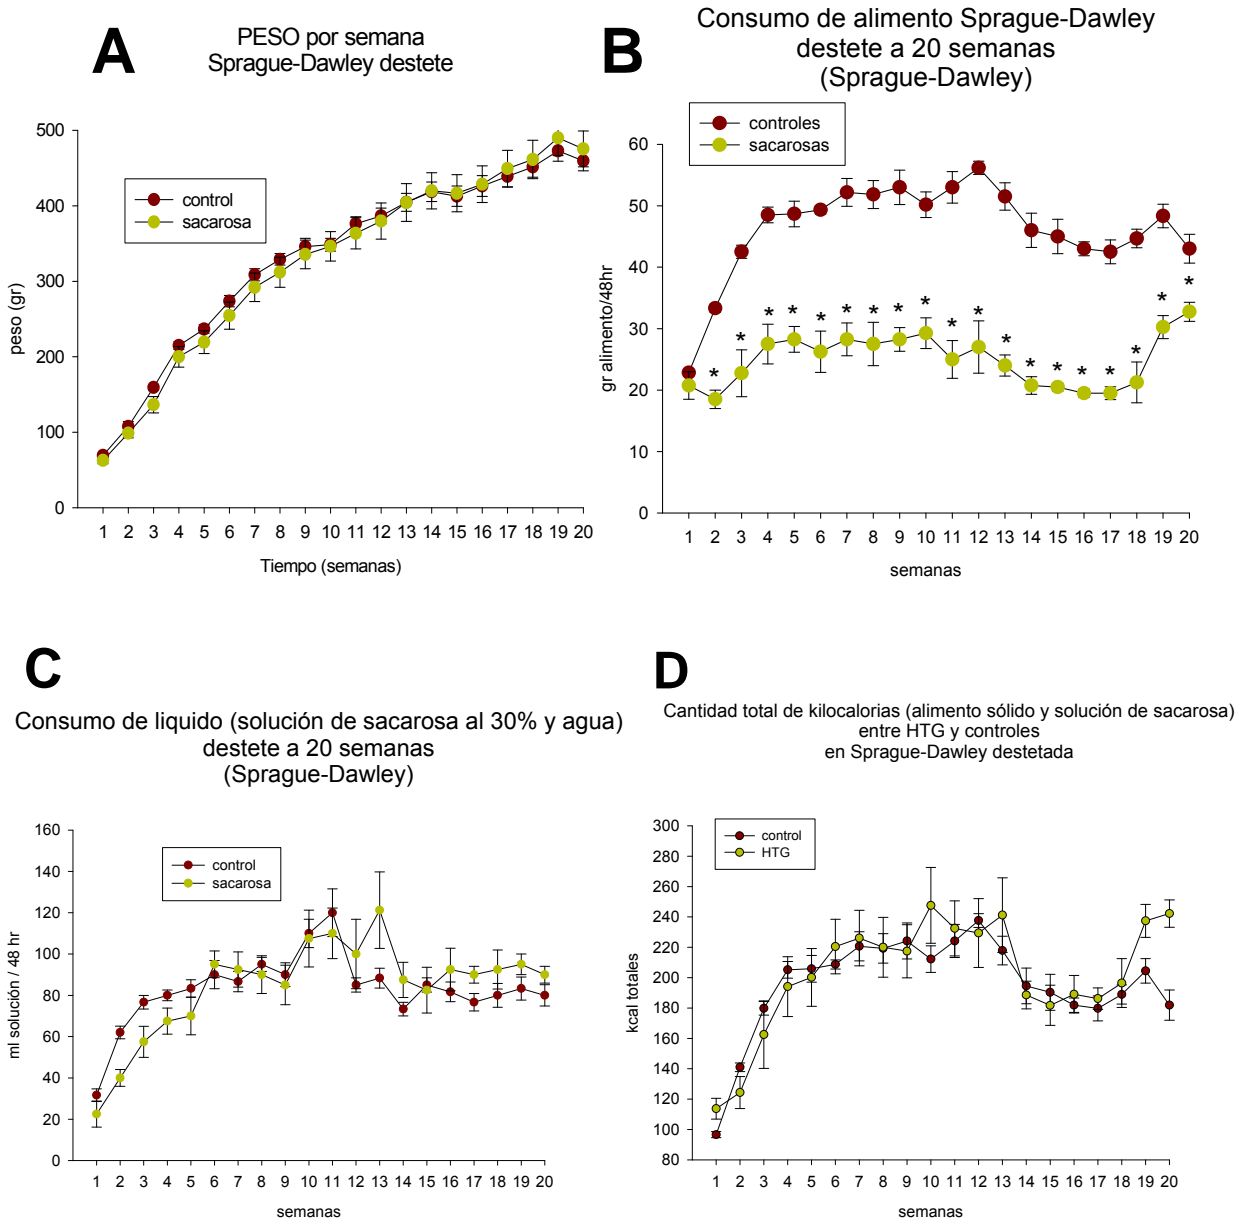 A
PESO por semana
Sprague-Dawley destete
500
400
300
200
100
0
peso (gr)
control
sacarosa
1 2 3 4 5 6 7 8 9 10 11 12 13 14 15 16 17 18 19 20
Tiempo (semanas)
B
Consumo de alimento Sprague-Dawley
destete a 20 semanas
(Sprague-Dawley)
controles
sacarosas
60
50
40
30
20
10
0
gr alimento/48hr
* * * * * * * * * * * * * * * * * * *
1 2 3 4 5 6 7 8 9 10 11 12 13 14 15 16 17 18 19 20
semanas
C
Consumo de liquido (solución de sacarosa al 30% y agua)
destete a 20 semanas
(Sprague-Dawley)
160
140
120
100
80
60
40
20
0
ml solución / 48 hr
control
sacarosa
1 2 3 4 5 6 7 8 9 10 11 12 13 14 15 16 17 18 19 20
semanas
D
Cantidad total de kilocalorias (alimento sólido y solución de sacarosa)
entre HTG y controles
en Sprague-Dawley destetada
300
280
260
240
220
200
180
160
140
120
100
80
kcal totales
control
HTG
1 2 3 4 5 6 7 8 9 10 11 12 13 14 15 16 17 18 19 20
semanas